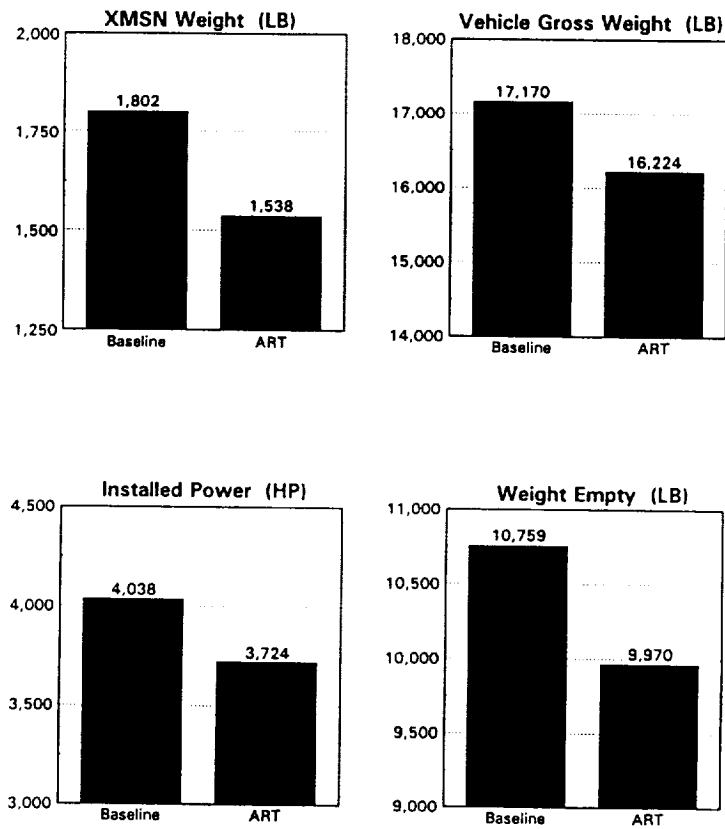 XMSN Weight (LB)
2,000
1,750
1,500
1,250
1,802
1,538
Baseline
ART
Vehicle Gross Weight (LB)
18,000
17,000
16,000
15,000
14,000
17,170
16,224
Baseline
ART
Installed Power (HP)
4,500
4,000
3,500
3,000
4,038
3,724
Baseline
ART
Weight Empty (LB)
11,000
10,500
10,000
9,500
9,000
10,759
9,970
Baseline
ART